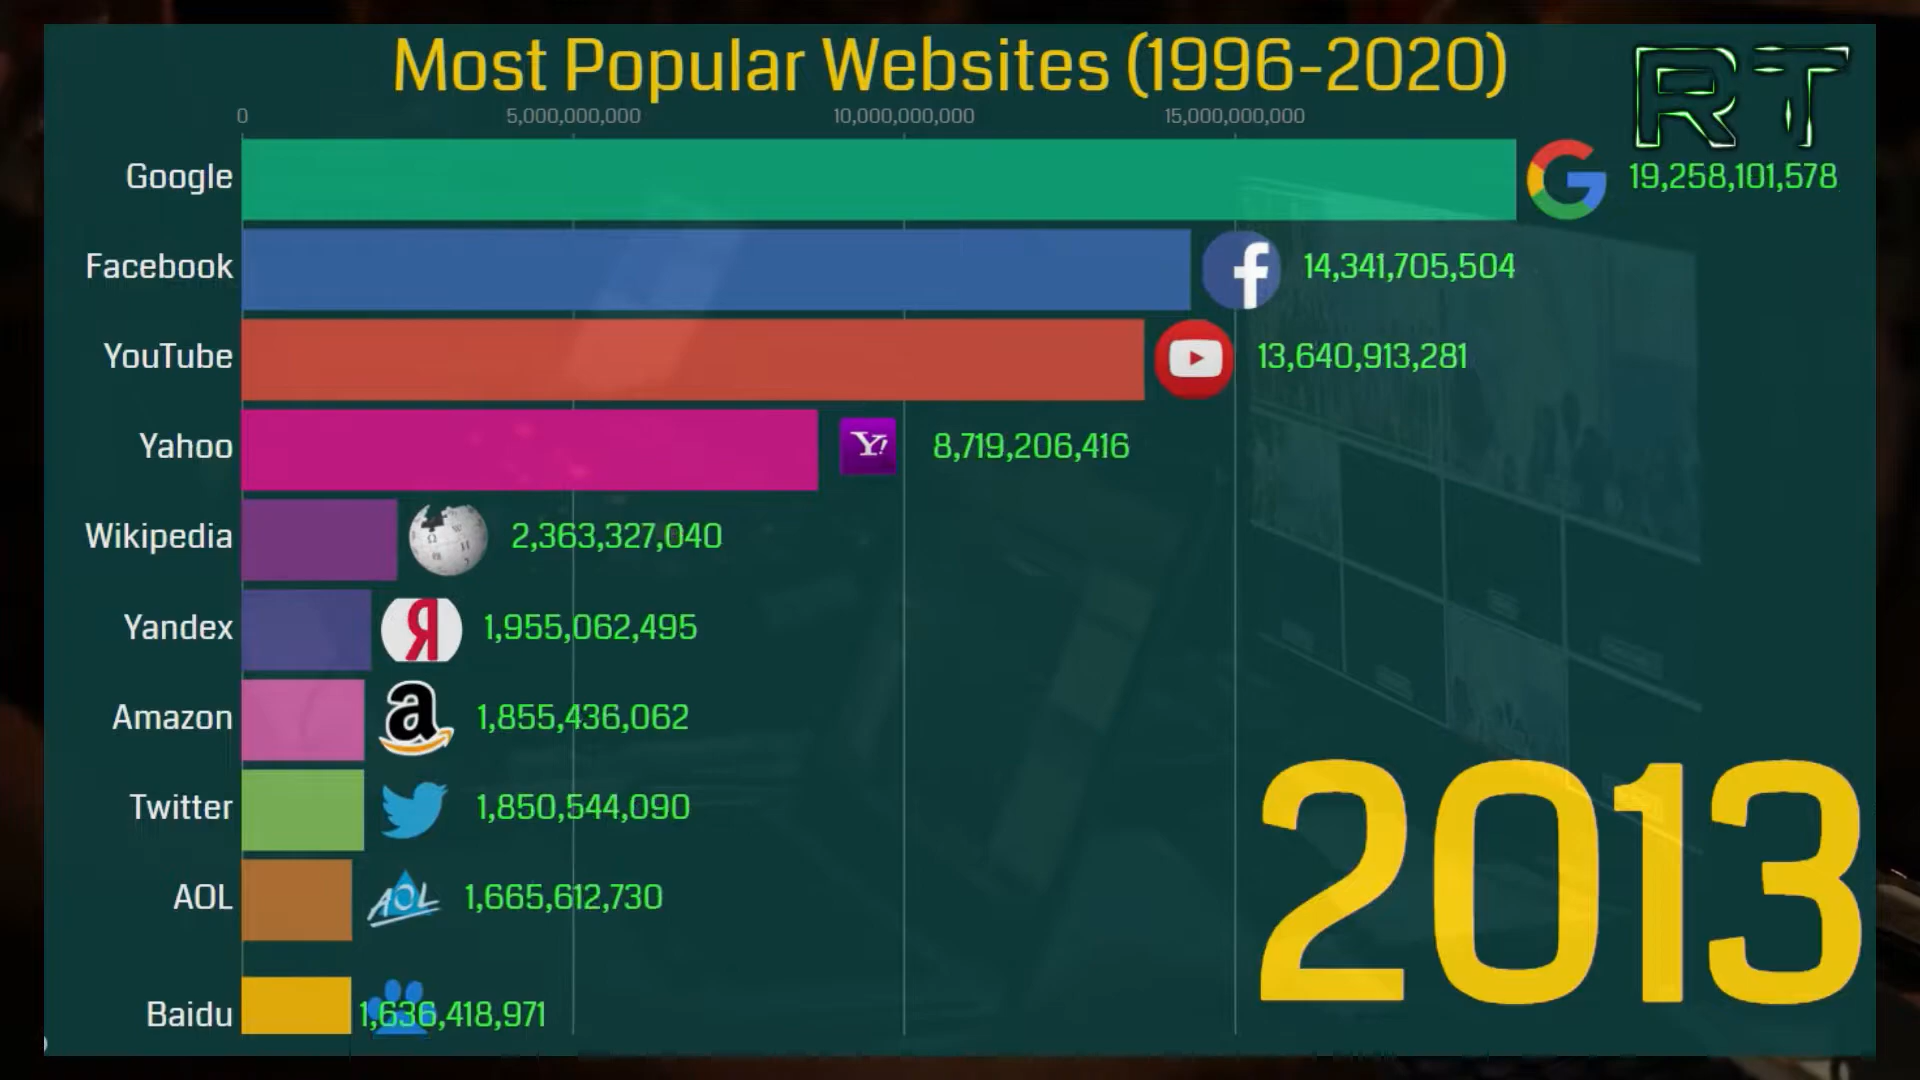 Most Popular Websites (1996-2020)
RT
0 5,000,000,000 10,000,000,000 15,000,000,000
Google G 19,258,101,578
Facebook f 14,341,705,504
YouTube 13,640,913,281
Yahoo Y! 8,719,206,416
Wikipedia 2,363,327,040
Yandex Я 1,955,062,495
Amazon a 1,855,436,062
Twitter 1,850,544,090
AOL AOL 1,665,612,730
Baidu 1,636,418,971
2013